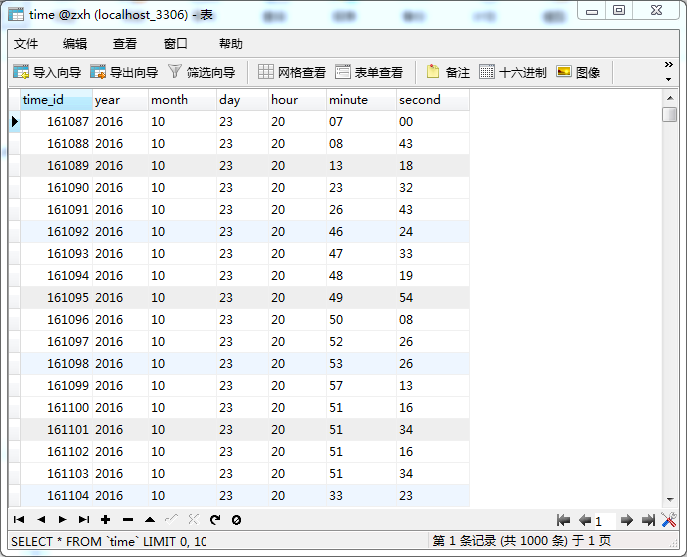 time @zxh (localhost_3306) - 表
文件 编辑 查看 窗口 帮助
导入向导 导出向导 筛选向导 网格查看 表单查看 备注 十六进制 图像
time_id year month day hour minute second
161087 2016 10 23 20 07 00
161088 2016 10 23 20 08 43
161089 2016 10 23 20 13 18
161090 2016 10 23 20 23 32
161091 2016 10 23 20 26 43
161092 2016 10 23 20 46 24
161093 2016 10 23 20 47 33
161094 2016 10 23 20 48 19
161095 2016 10 23 20 49 54
161096 2016 10 23 20 50 08
161097 2016 10 23 20 52 26
161098 2016 10 23 20 53 26
161099 2016 10 23 20 57 13
161100 2016 10 23 20 51 16
161101 2016 10 23 20 51 34
161102 2016 10 23 20 51 16
161103 2016 10 23 20 51 34
161104 2016 10 23 20 33 23
1
SELECT * FROM `time` LIMIT 0, 10 第 1 条记录 (共 1000 条) 于 1 页